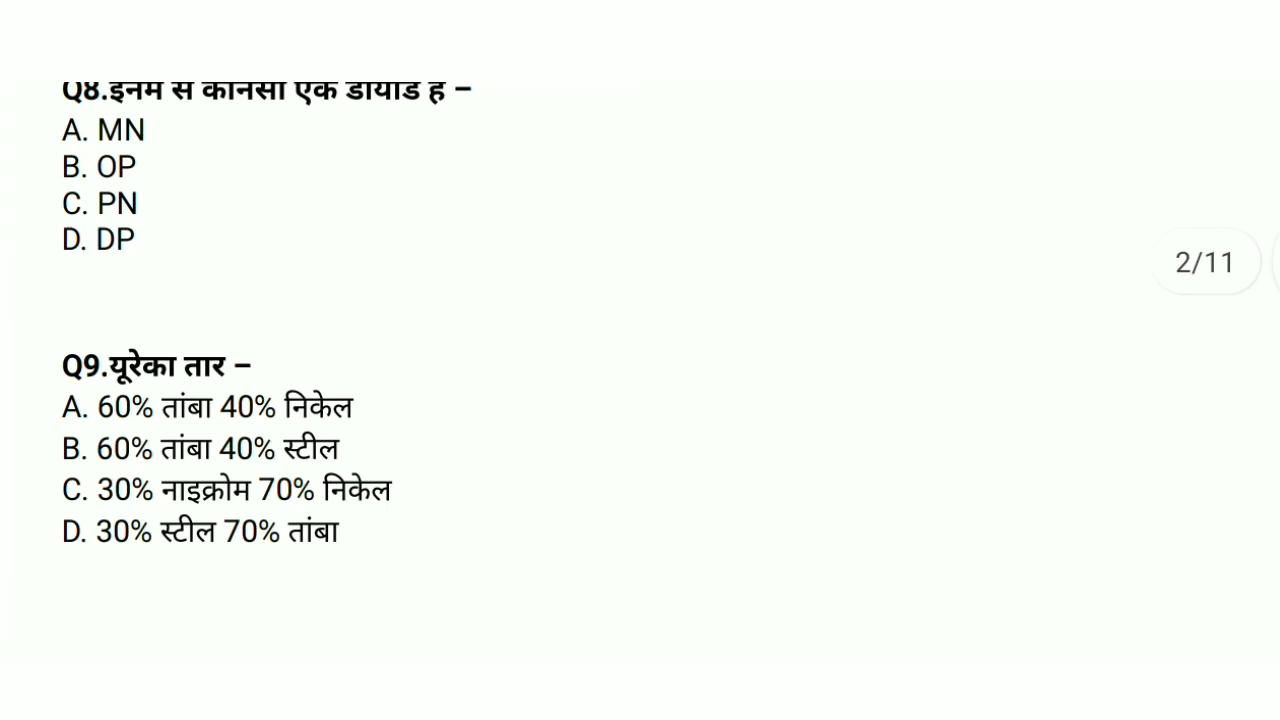 Q8.इनमें से कौनसा एक डायोड है –
A. MN
B. OP
C. PN
D. DP
2/11
Q9.यूरेका तार –
A. 60% तांबा 40% निकेल
B. 60% तांबा 40% स्टील
C. 30% नाइक्रोम 70% निकेल
D. 30% स्टील 70% तांबा